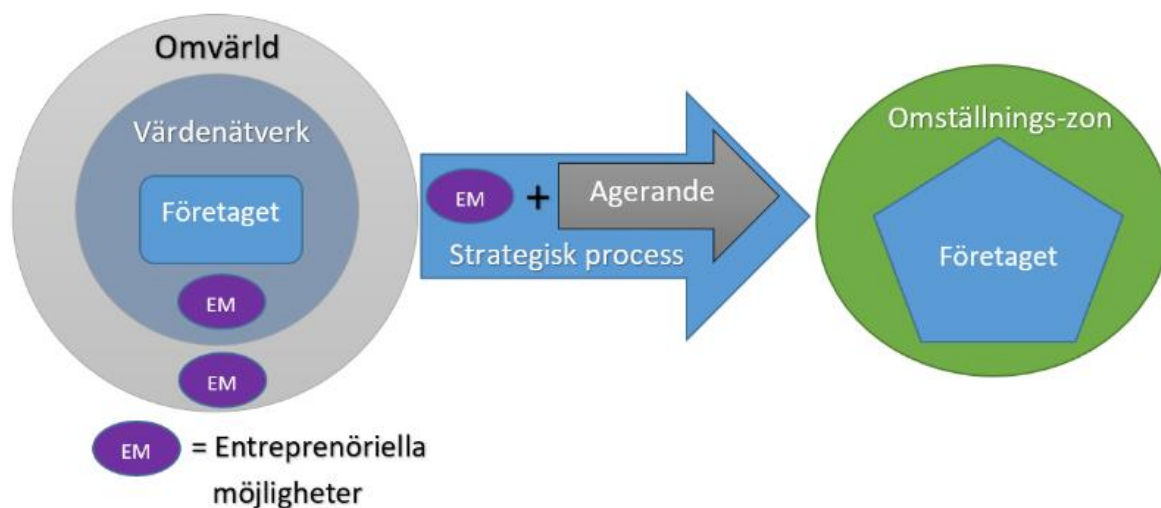 Omvärld
Värdenätverk
Företaget
EM
EM
EM = Entreprenöriella
möjligheter
EM + Agerande
Strategisk process
Omställnings-zon
Företaget